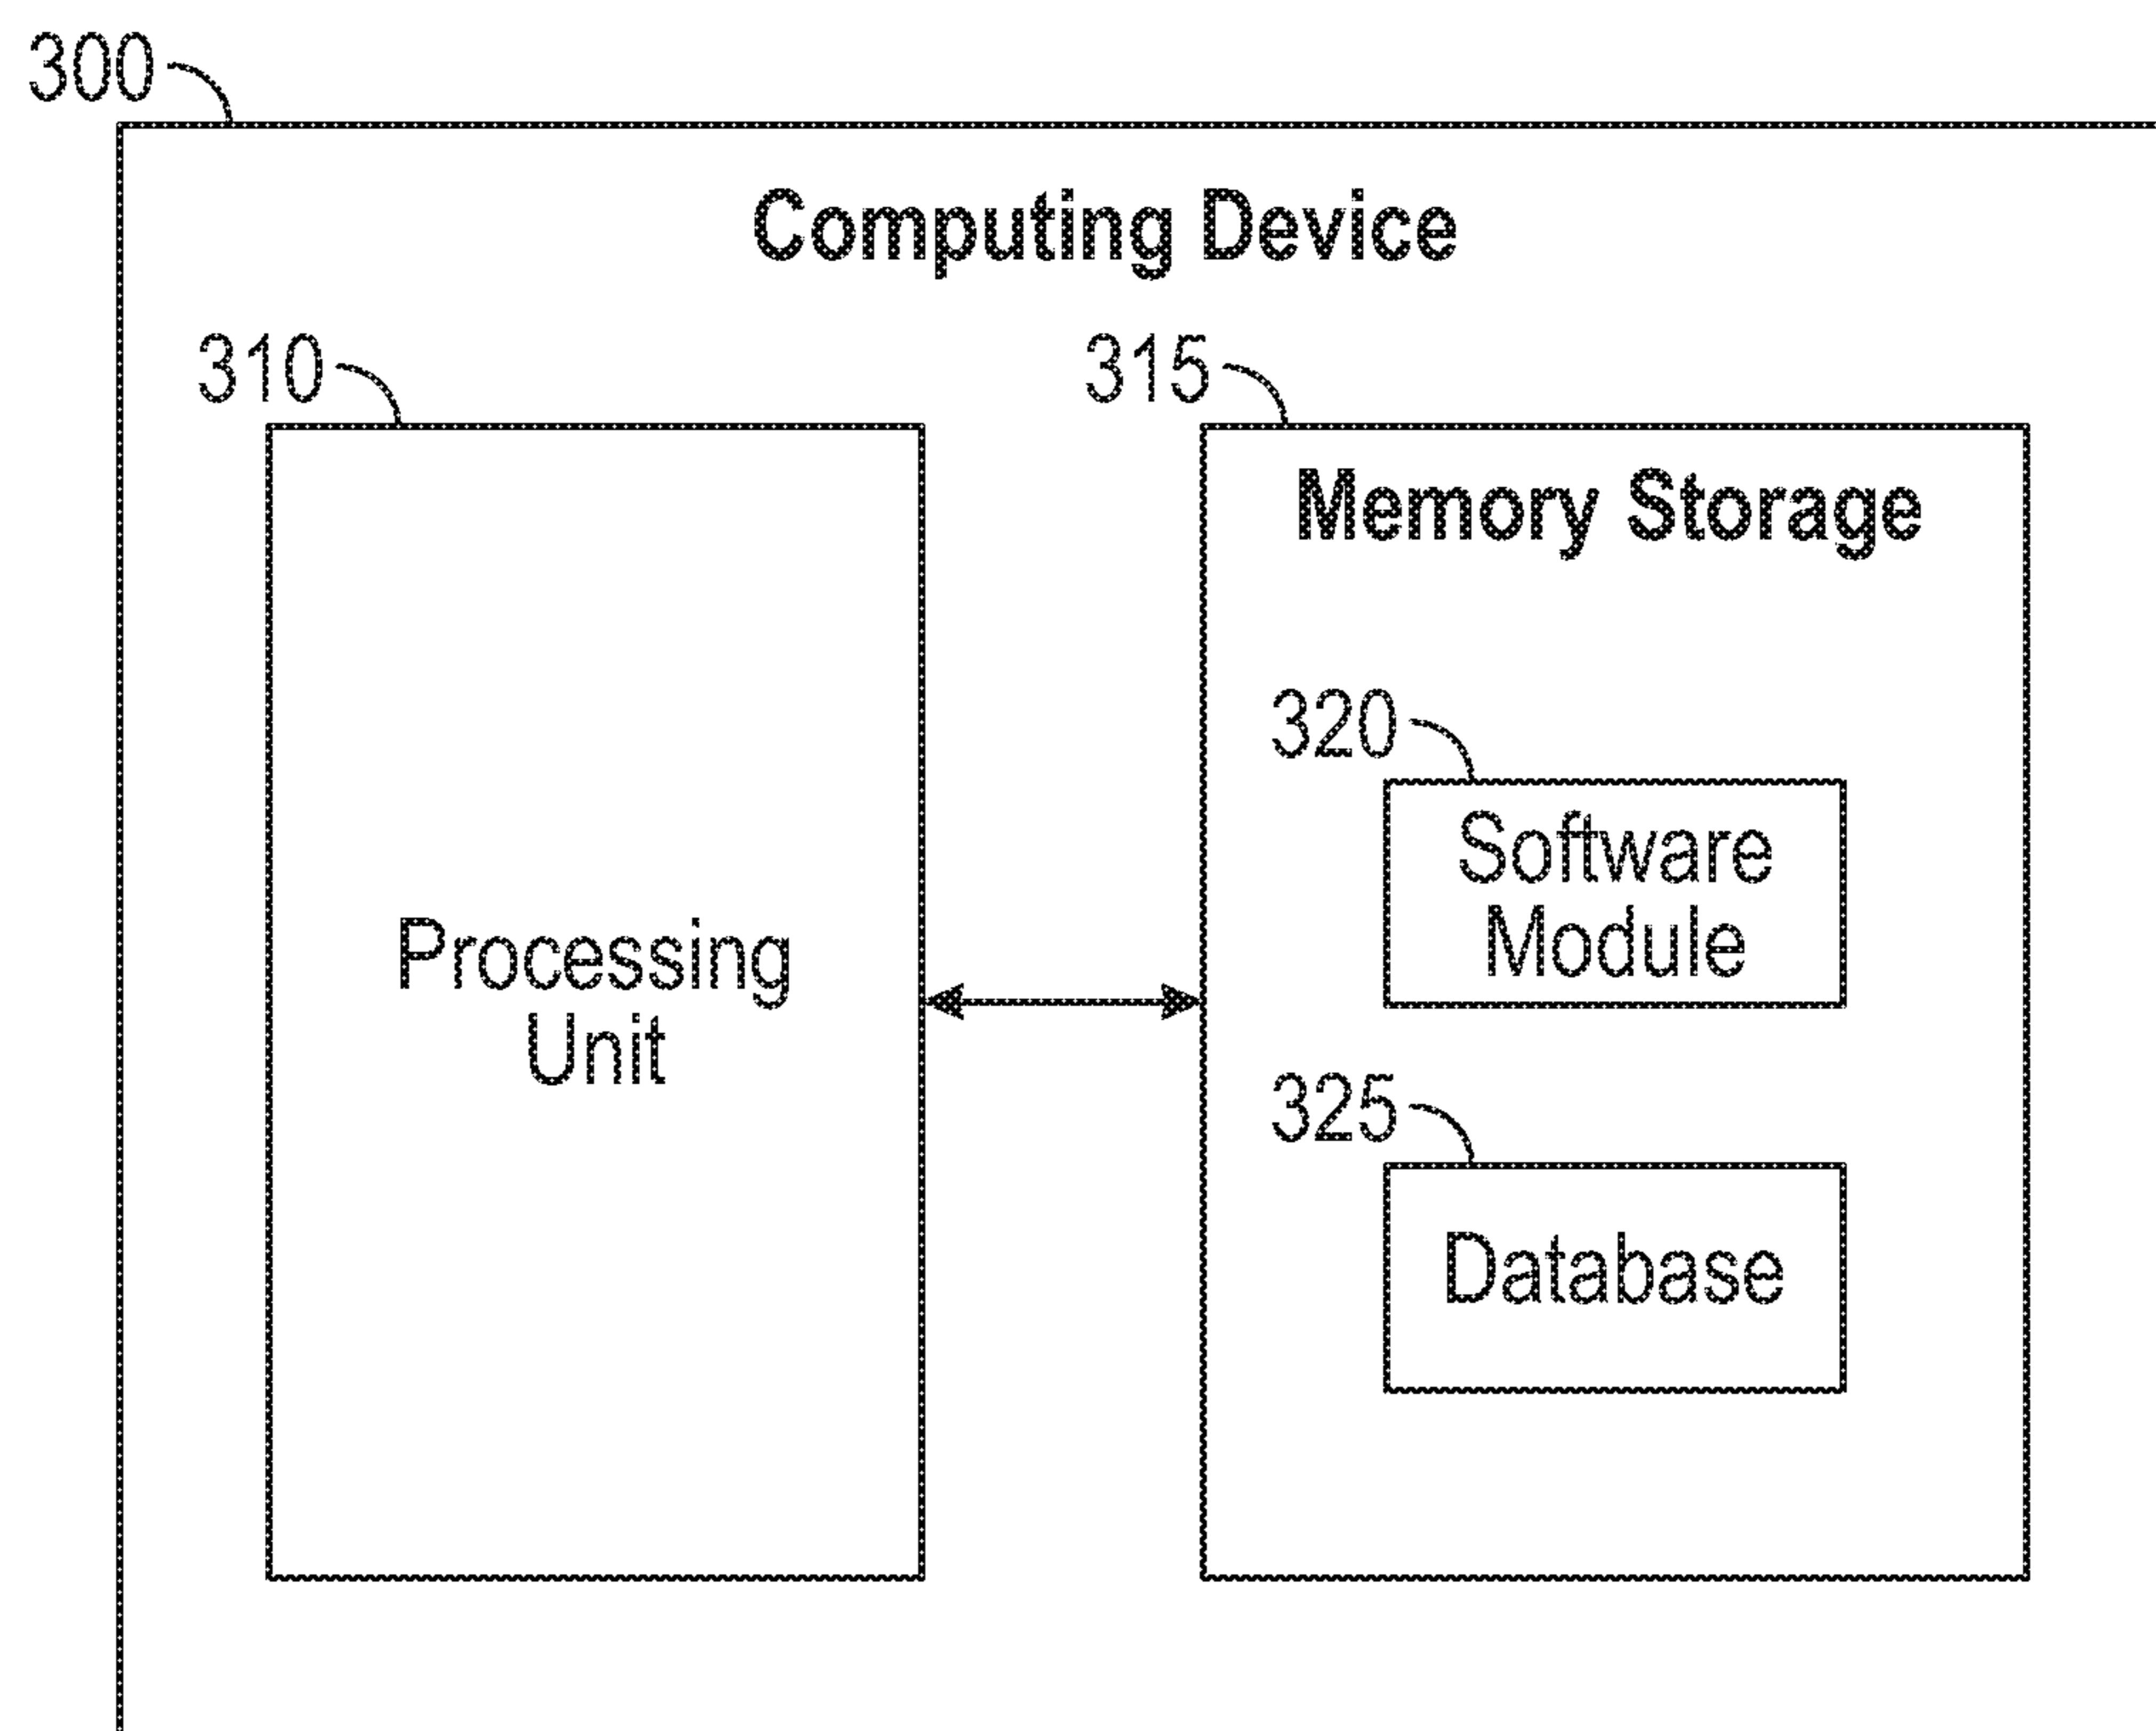 300
Computing Device
310
315
Memory Storage
320
Software
Module
Processing
Unit
325
Database